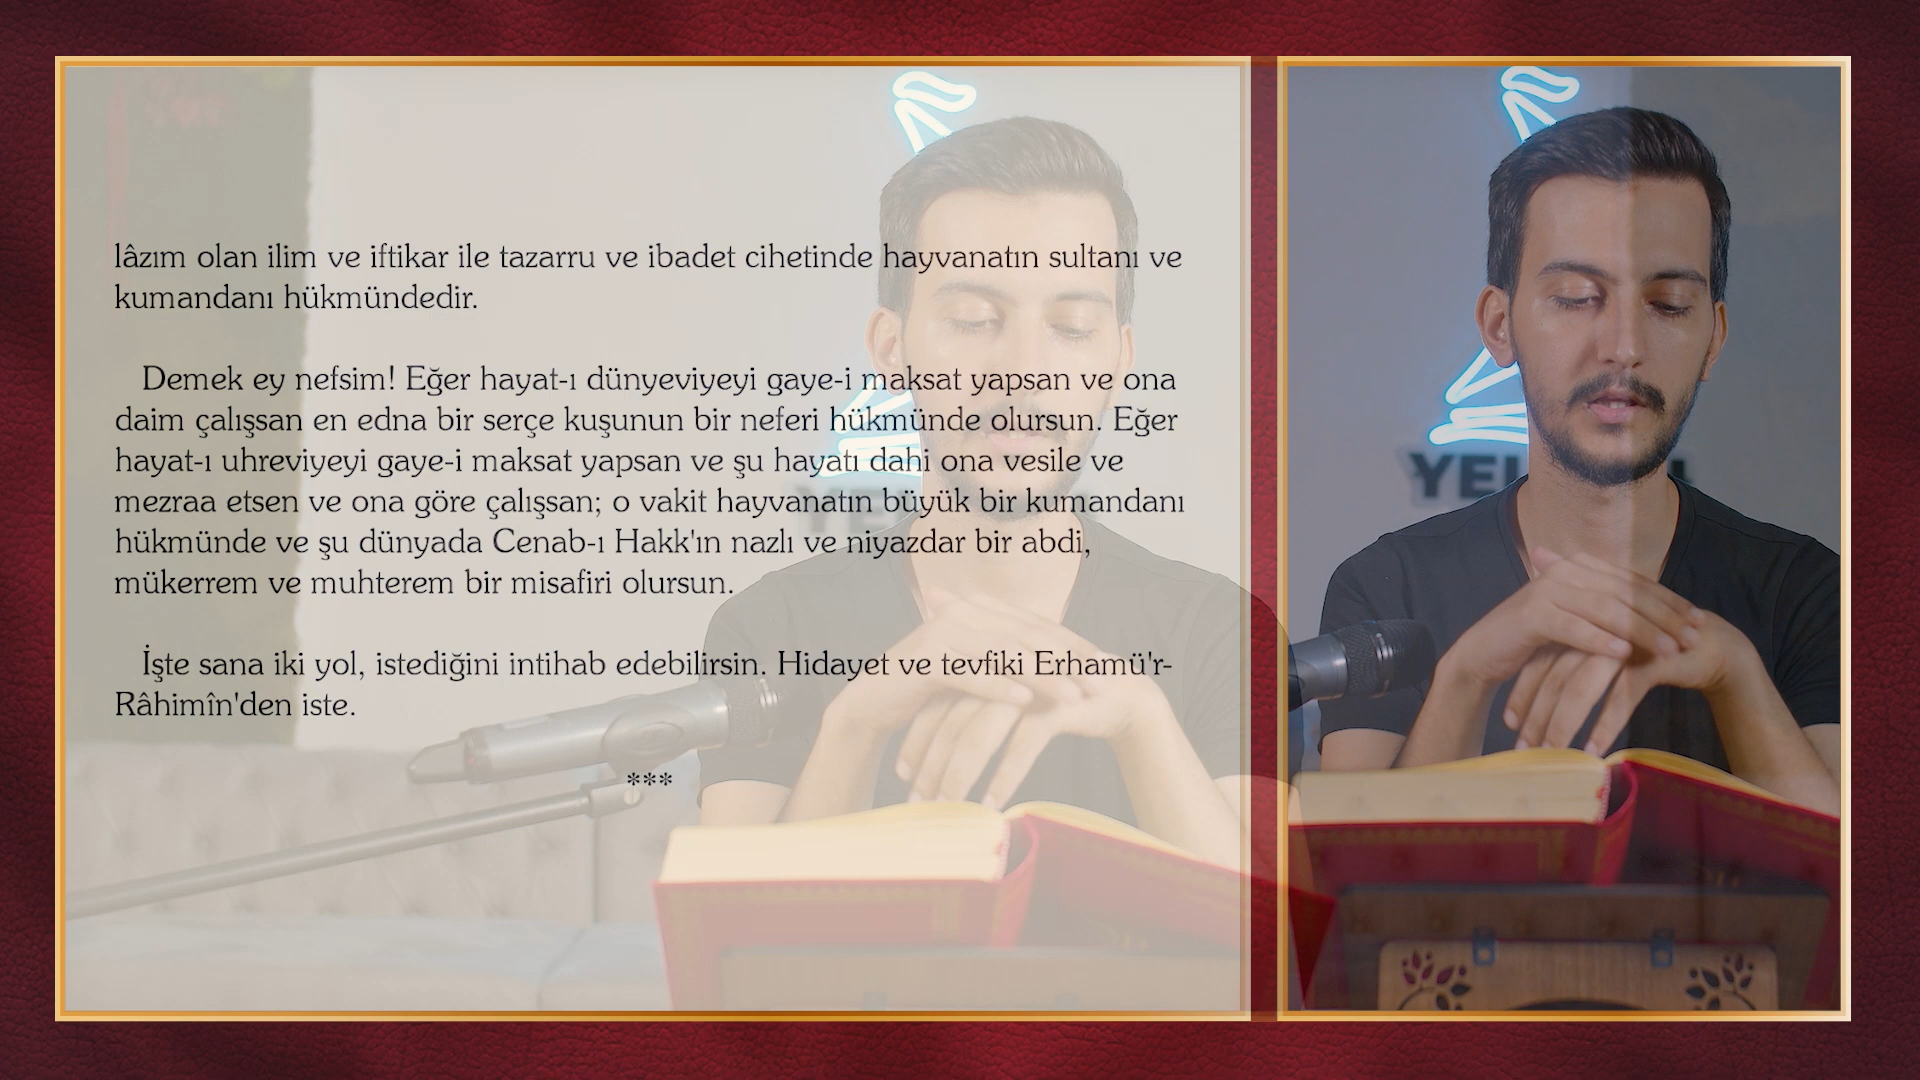 lâzım olan ilim ve iftikar ile tazarru ve ibadet cihetinde hayvanatın sultanı ve
kumandanı hükmündedir.
Demek ey nefsim! Eğer hayat-ı dünyeviyeyi gaye-i maksat yapsan ve ona
daim çalışsan en edna bir serçe kuşunun bir neferi hükmünde olursun. Eğer
hayat-ı uhreviyeyi gaye-i maksat yapsan ve şu hayatı dahi ona vesile ve
mezraa etsen ve ona göre çalışsan; o vakit hayvanatın büyük bir kumandanı
hükmünde ve şu dünyada Cenab-ı Hakk'ın nazlı ve niyazdar bir abdi,
mükerrem ve muhterem bir misafiri olursun.
İşte sana iki yol, istediğini intihab edebilirsin. Hidayet ve tevfiki Erhamü'r-
Râhimîn'den iste.
***